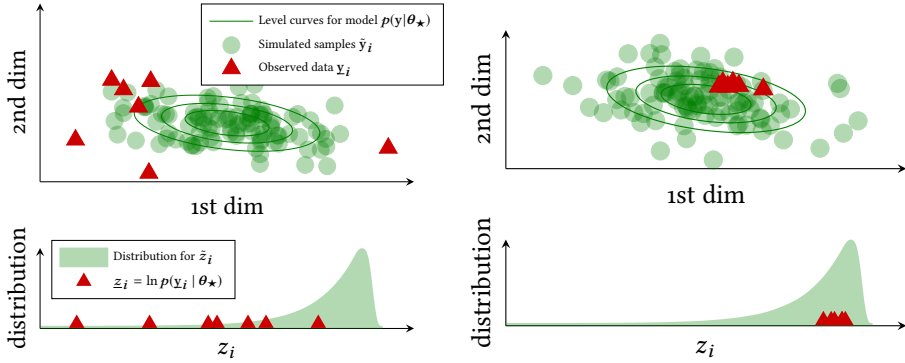 Level curves for model p(y|θ⋆)
Simulated samples ỹᵢ
Observed data y̲ᵢ
2nd dim
1st dim
2nd dim
1st dim
Distribution for z̃ᵢ
z̲ᵢ = ln p(y̲ᵢ | θ⋆)
distribution
zᵢ
distribution
zᵢ